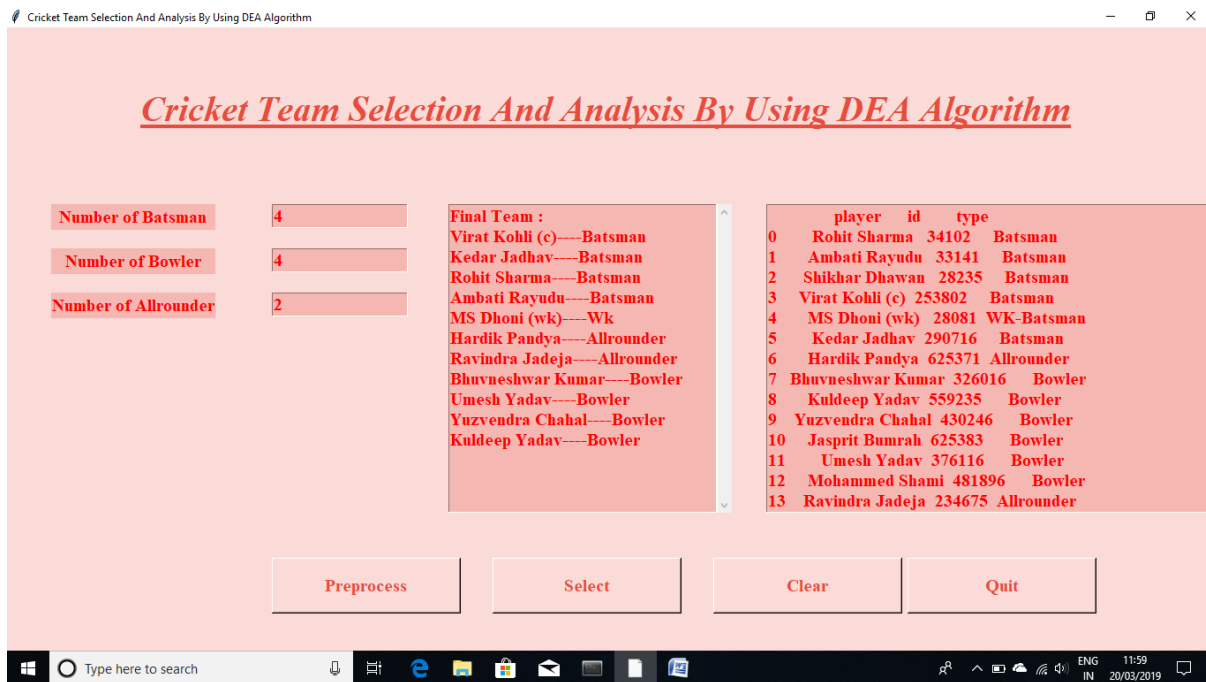 Cricket Team Selection And Analysis By Using DEA Algorithm
Cricket Team Selection And Analysis By Using DEA Algorithm
Number of Batsman 4
Number of Bowler 4
Number of Allrounder 2
Final Team :
Virat Kohli (c)----Batsman
Kedar Jadhav----Batsman
Rohit Sharma----Batsman
Ambati Rayudu----Batsman
MS Dhoni (wk)----Wk
Hardik Pandya----Allrounder
Ravindra Jadeja----Allrounder
Bhuvneshwar Kumar----Bowler
Umesh Yadav----Bowler
Yuzvendra Chahal----Bowler
Kuldeep Yadav----Bowler
player id type
0 Rohit Sharma 34102 Batsman
1 Ambati Rayudu 33141 Batsman
2 Shikhar Dhawan 28235 Batsman
3 Virat Kohli (c) 253802 Batsman
4 MS Dhoni (wk) 28081 WK-Batsman
5 Kedar Jadhav 290716 Batsman
6 Hardik Pandya 625371 Allrounder
7 Bhuvneshwar Kumar 326016 Bowler
8 Kuldeep Yadav 559235 Bowler
9 Yuzvendra Chahal 430246 Bowler
10 Jasprit Bumrah 625383 Bowler
11 Umesh Yadav 376116 Bowler
12 Mohammed Shami 481896 Bowler
13 Ravindra Jadeja 234675 Allrounder
Preprocess Select Clear Quit
Type here to search
ENG 11:59
IN 20/03/2019